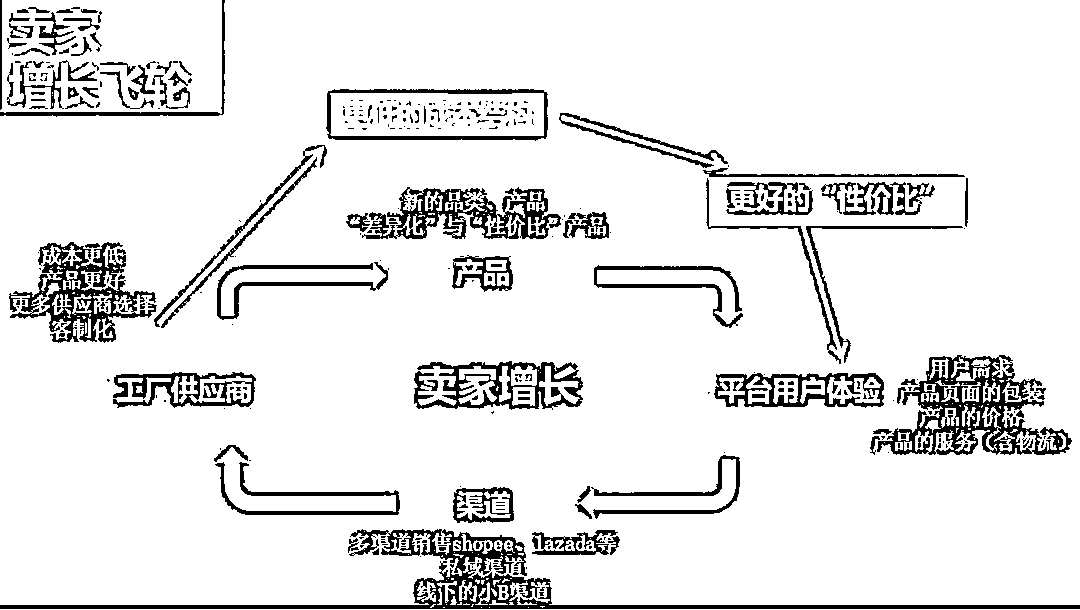 卖家
增长飞轮
更低的成本结构
更好的“性价比”
新的品类、产品
“差异化”与“性价比”产品
产品
成本更低
产品更好
更多供应商选择
客制化
工厂供应商
卖家增长
平台用户体验
用户需求
产品页面的包装
产品的价格
产品的服务（含物流）
渠道
多渠道销售shopee、lazada等
私域渠道
线下的小B渠道